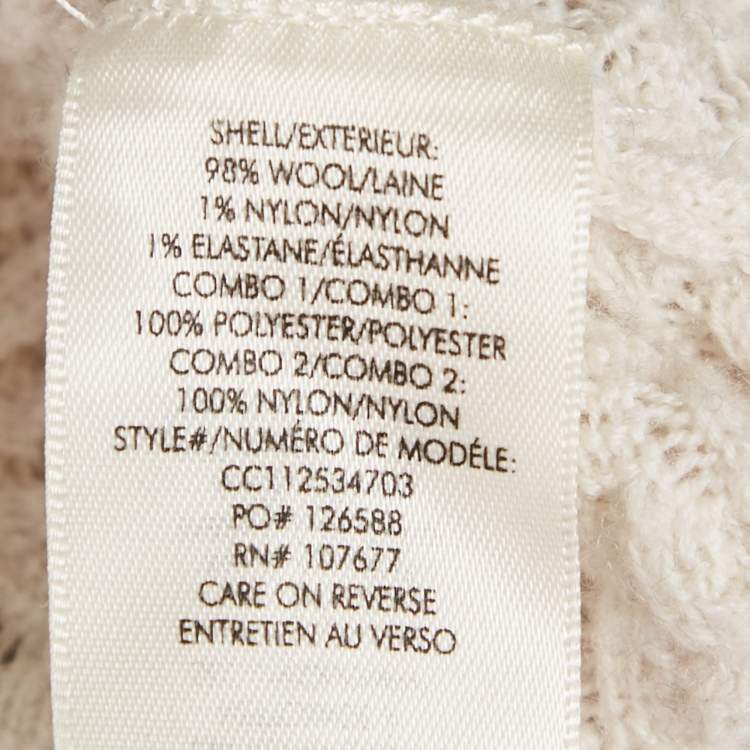 SHELL/EXTERIEUR:
98% WOOL/LAINE
1% NYLON/NYLON
1% ELASTANE/ÉLASTHANNE
COMBO 1/COMBO 1:
100% POLYESTER/POLYESTER
COMBO 2/COMBO 2:
100% NYLON/NYLON
STYLE#/NUMÉRO DE MODÉLE:
CC112534703
PO# 126588
RN# 107677
CARE ON REVERSE
ENTRETIEN AU VERSO